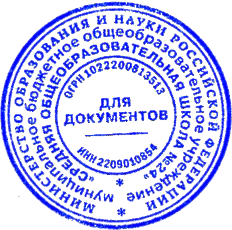 МИНИСТЕРСТВО ОБРАЗОВАНИЯ И НАУКИ РОССИЙСКОЙ ФЕДЕРАЦИИ
муниципальное бюджетное общеобразовательное учреждение
«СРЕДНЯЯ ОБЩЕОБРАЗОВАТЕЛЬНАЯ ШКОЛА №24»
ОГРН 1022200813513
ДЛЯ
ДОКУМЕНТОВ
ИНН 2209010854